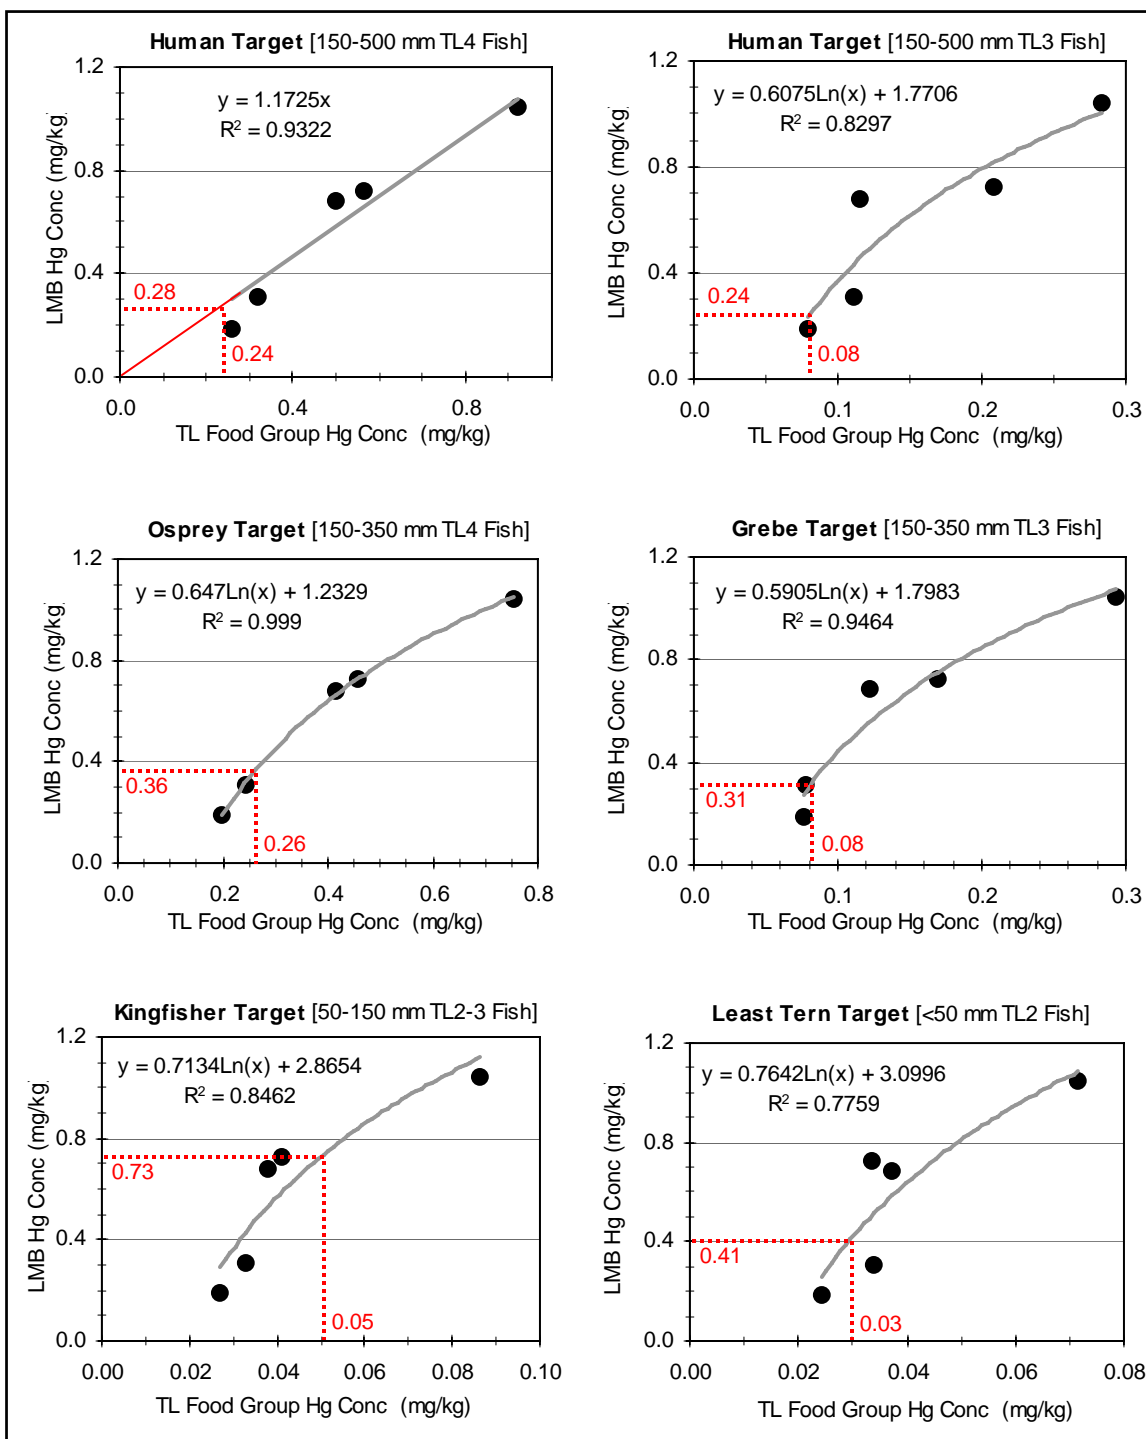 Human Target [150-500 mm TL4 Fish]
LMB Hg Conc (mg/kg)
1.2
0.8
0.4
0.0
y = 1.1725x
R² = 0.9322
0.28
0.24
0.0 0.4 0.8
TL Food Group Hg Conc (mg/kg)
Human Target [150-500 mm TL3 Fish]
LMB Hg Conc (mg/kg)
1.2
0.8
0.4
0.0
y = 0.6075Ln(x) + 1.7706
R² = 0.8297
0.24
0.08
0.0 0.1 0.2 0.3
TL Food Group Hg Conc (mg/kg)
Osprey Target [150-350 mm TL4 Fish]
LMB Hg Conc (mg/kg)
1.2
0.8
0.4
0.0
y = 0.647Ln(x) + 1.2329
R² = 0.999
0.36
0.26
0.0 0.2 0.4 0.6 0.8
TL Food Group Hg Conc (mg/kg)
Grebe Target [150-350 mm TL3 Fish]
LMB Hg Conc (mg/kg)
1.2
0.8
0.4
0.0
y = 0.5905Ln(x) + 1.7983
R² = 0.9464
0.31
0.08
0.0 0.1 0.2 0.3
TL Food Group Hg Conc (mg/kg)
Kingfisher Target [50-150 mm TL2-3 Fish]
LMB Hg Conc (mg/kg)
1.2
0.8
0.4
0.0
y = 0.7134Ln(x) + 2.8654
R² = 0.8462
0.73
0.05
0.00 0.02 0.04 0.06 0.08 0.10
TL Food Group Hg Conc (mg/kg)
Least Tern Target [<50 mm TL2 Fish]
LMB Hg Conc (mg/kg)
1.2
0.8
0.4
0.0
y = 0.7642Ln(x) + 3.0996
R² = 0.7759
0.41
0.03
0.00 0.02 0.04 0.06 0.08
TL Food Group Hg Conc (mg/kg)